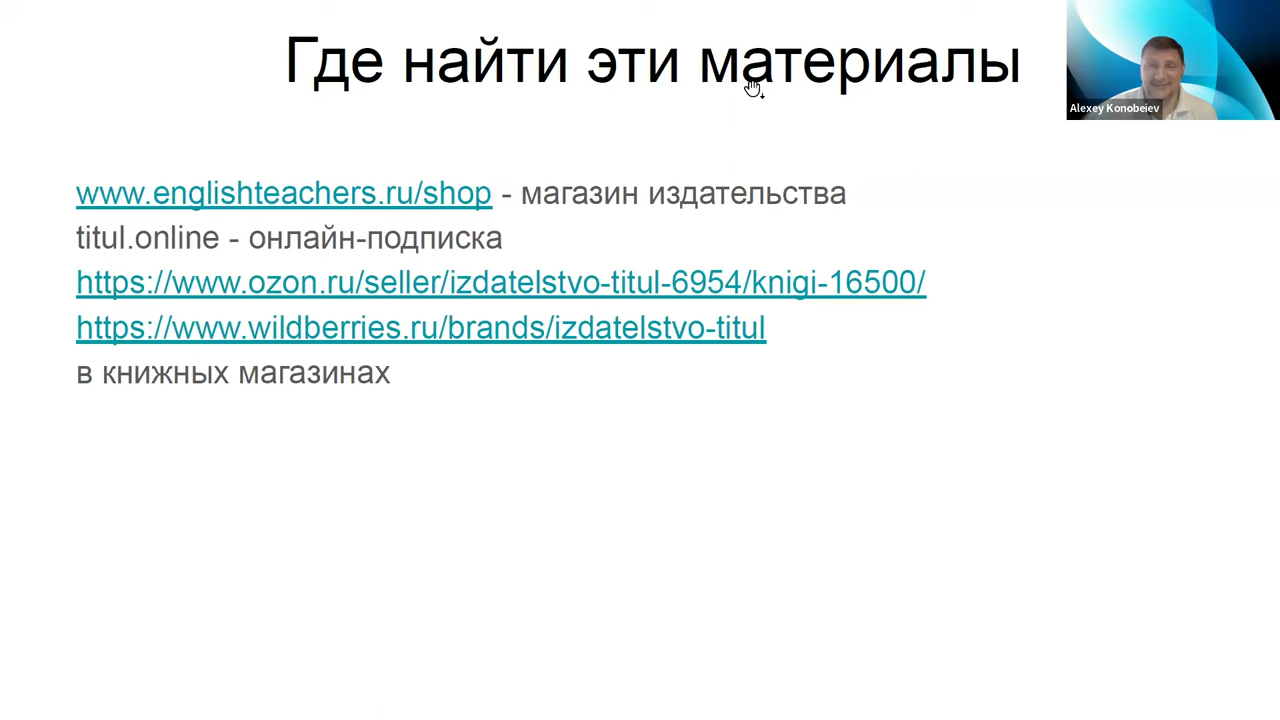 Где найти эти материалы
Alexey Konobeiev
www.englishteachers.ru/shop - магазин издательства
titul.online - онлайн-подписка
https://www.ozon.ru/seller/izdatelstvo-titul-6954/knigi-16500/
https://www.wildberries.ru/brands/izdatelstvo-titul
в книжных магазинах